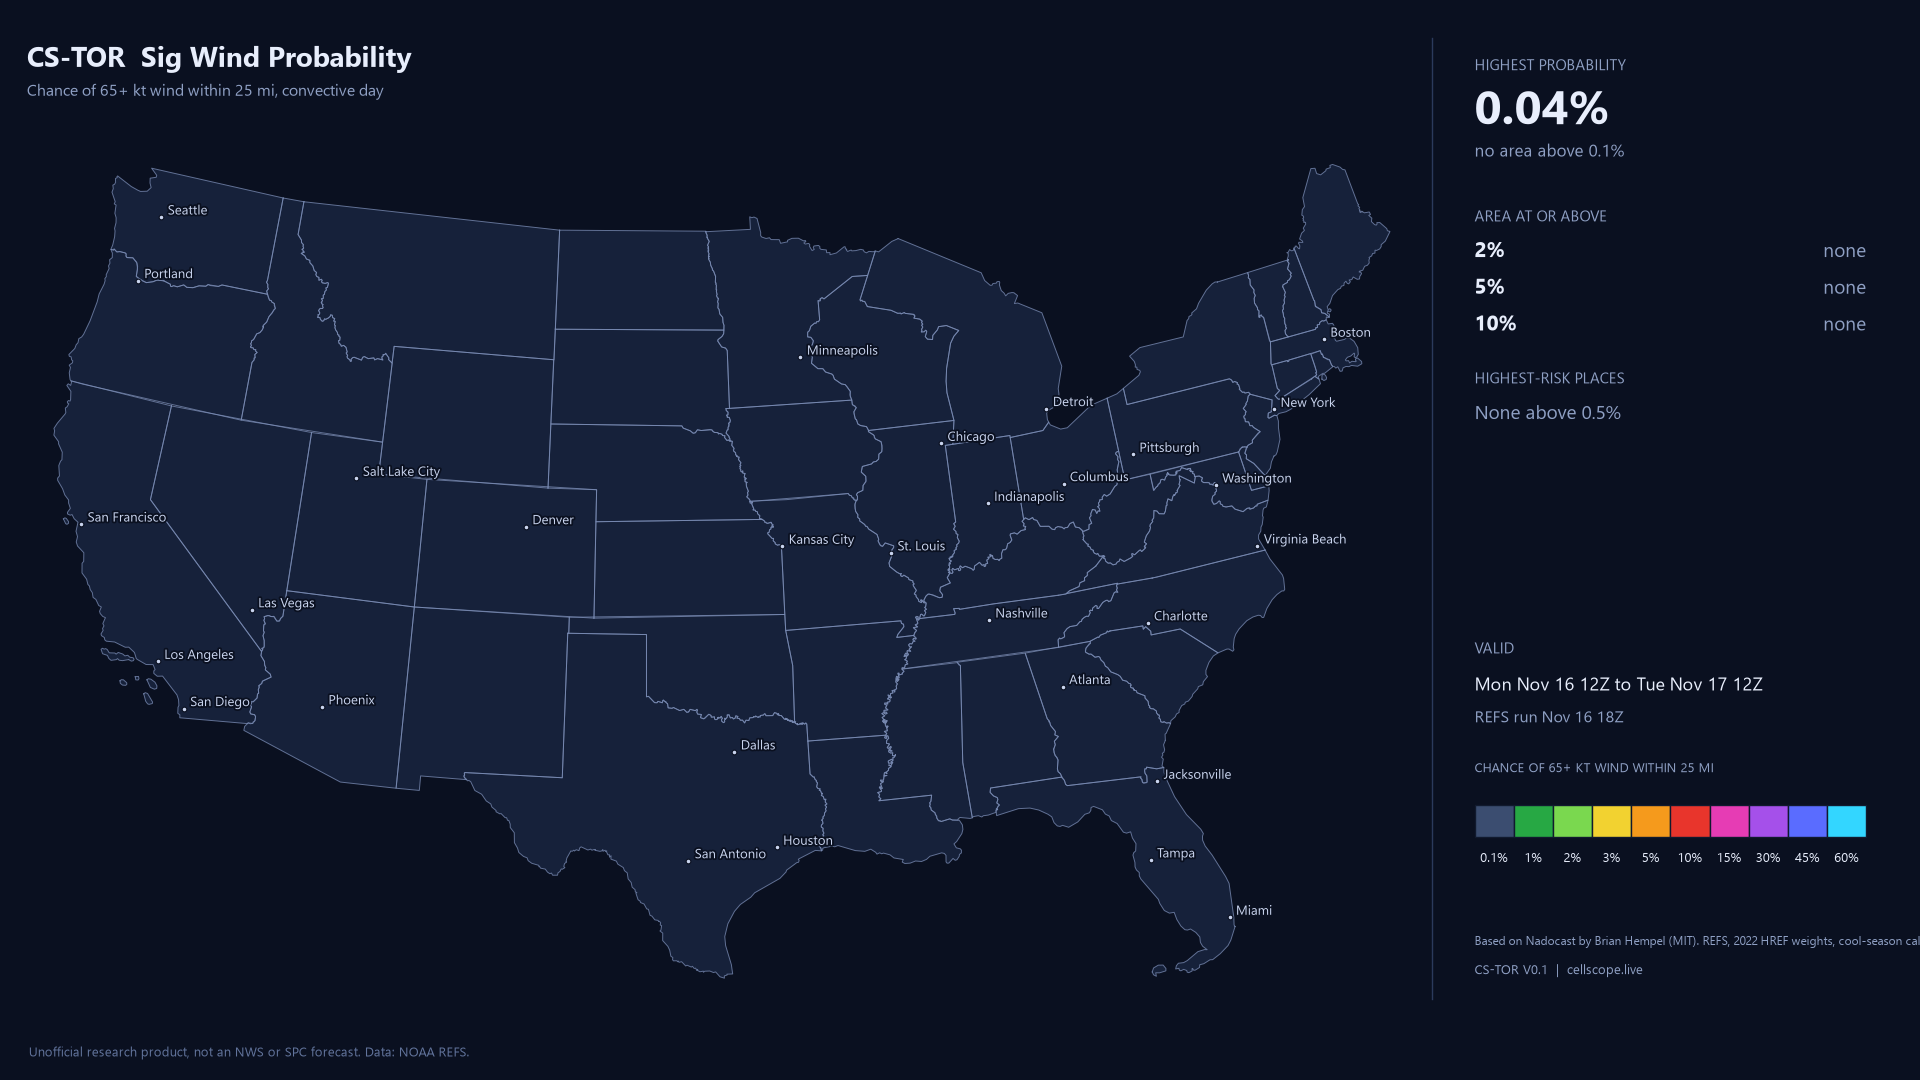 CS-TOR  Sig Wind Probability
Chance of 65+ kt wind within 25 mi, convective day
Seattle
Portland
Minneapolis
Boston
Detroit
New York
Chicago
Pittsburgh
Salt Lake City
Columbus
Washington
Indianapolis
San Francisco
Denver
Kansas City
St. Louis
Virginia Beach
Las Vegas
Nashville
Charlotte
Los Angeles
Atlanta
San Diego
Phoenix
Dallas
Jacksonville
Houston
San Antonio
Tampa
Miami
HIGHEST PROBABILITY
0.04%
no area above 0.1%
AREA AT OR ABOVE
2% none
5% none
10% none
HIGHEST-RISK PLACES
None above 0.5%
VALID
Mon Nov 16 12Z to Tue Nov 17 12Z
REFS run Nov 16 18Z
CHANCE OF 65+ KT WIND WITHIN 25 MI
0.1% 1% 2% 3% 5% 10% 15% 30% 45% 60%
Based on Nadocast by Brian Hempel (MIT). REFS, 2022 HREF weights, cool-season cal
CS-TOR V0.1 | cellscope.live
Unofficial research product, not an NWS or SPC forecast. Data: NOAA REFS.